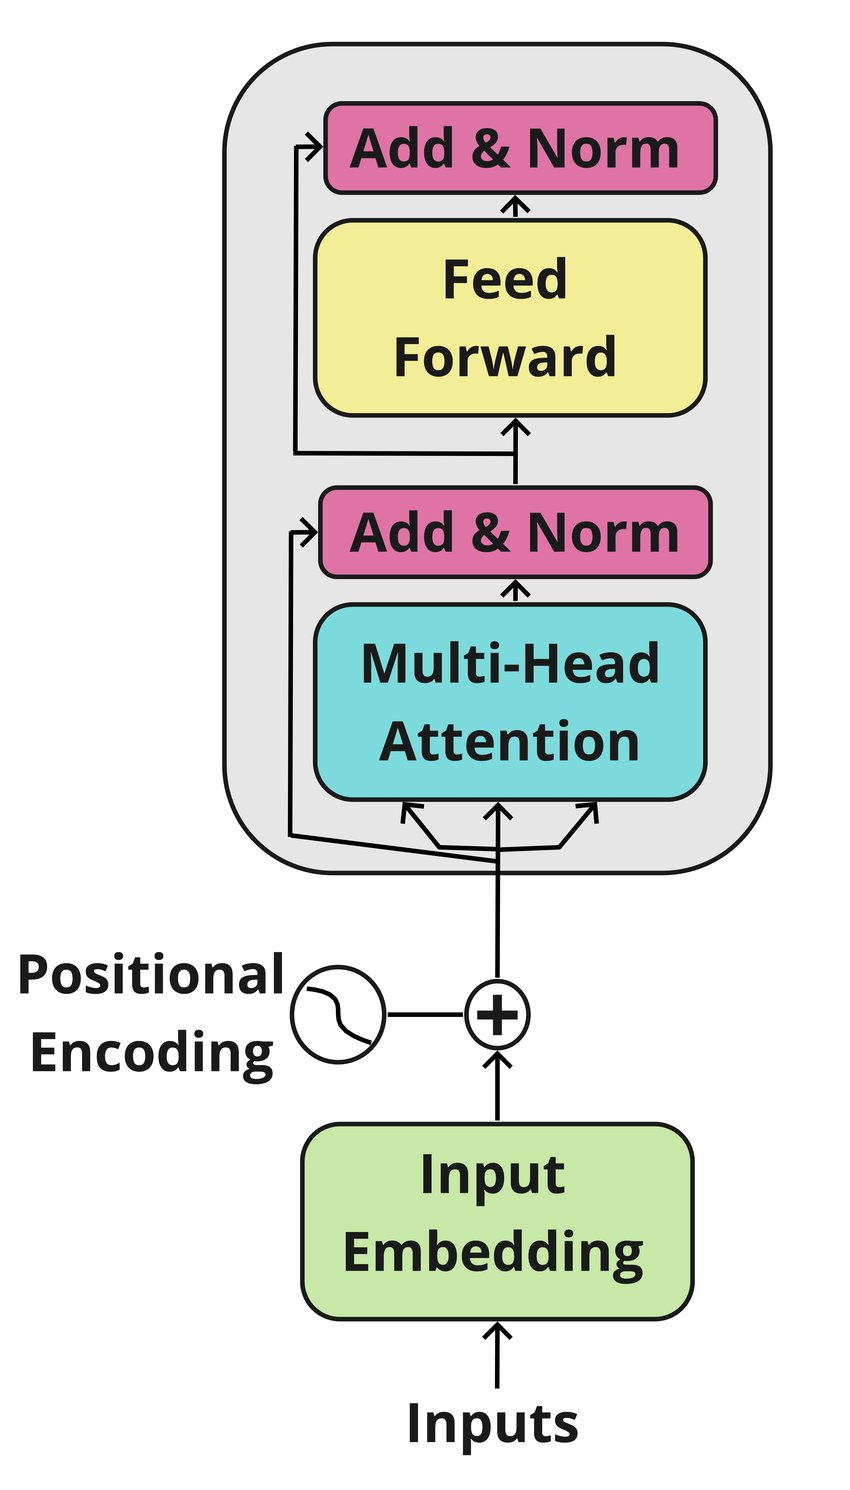 Add & Norm
Feed
Forward
Add & Norm
Multi-Head
Attention
Positional
Encoding
+
Input
Embedding
Inputs